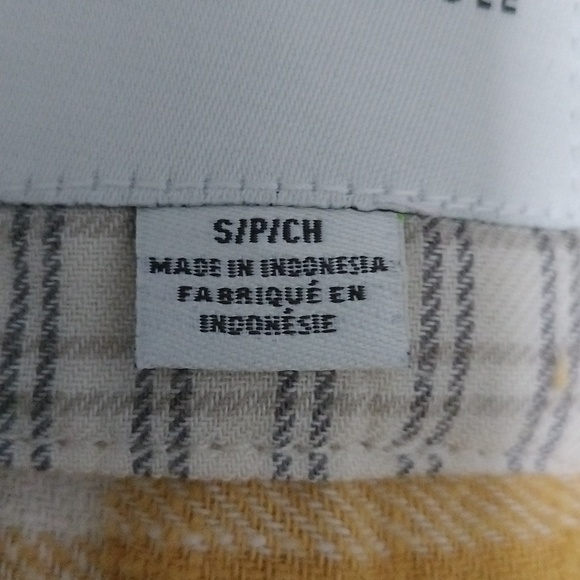 S/P/CH
MADE IN INDONESIA
FABRIQUÉ EN
INDONÉSIE